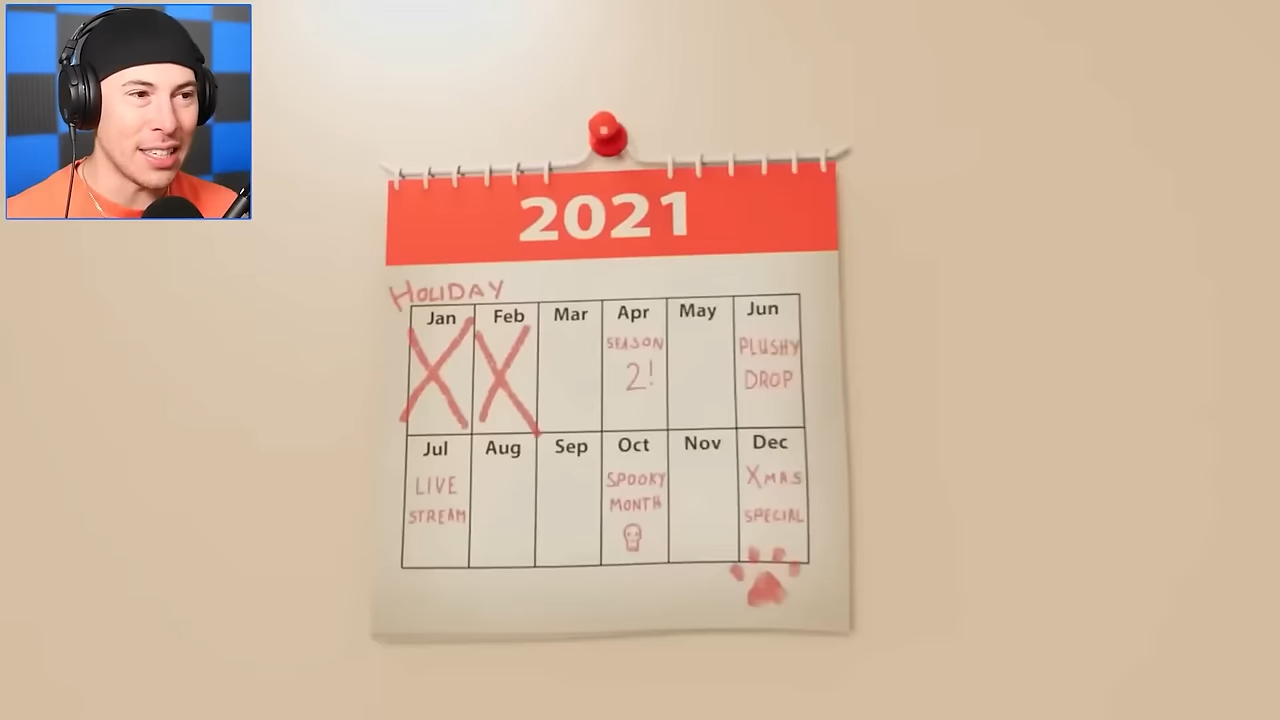 2021
HOLIDAY
Jan Feb Mar Apr May Jun
SEASON
2!
PLUSHY
DROP
Jul Aug Sep Oct Nov Dec
LIVE
STREAM
SPOOKY
MONTH
XMAS
SPECIAL